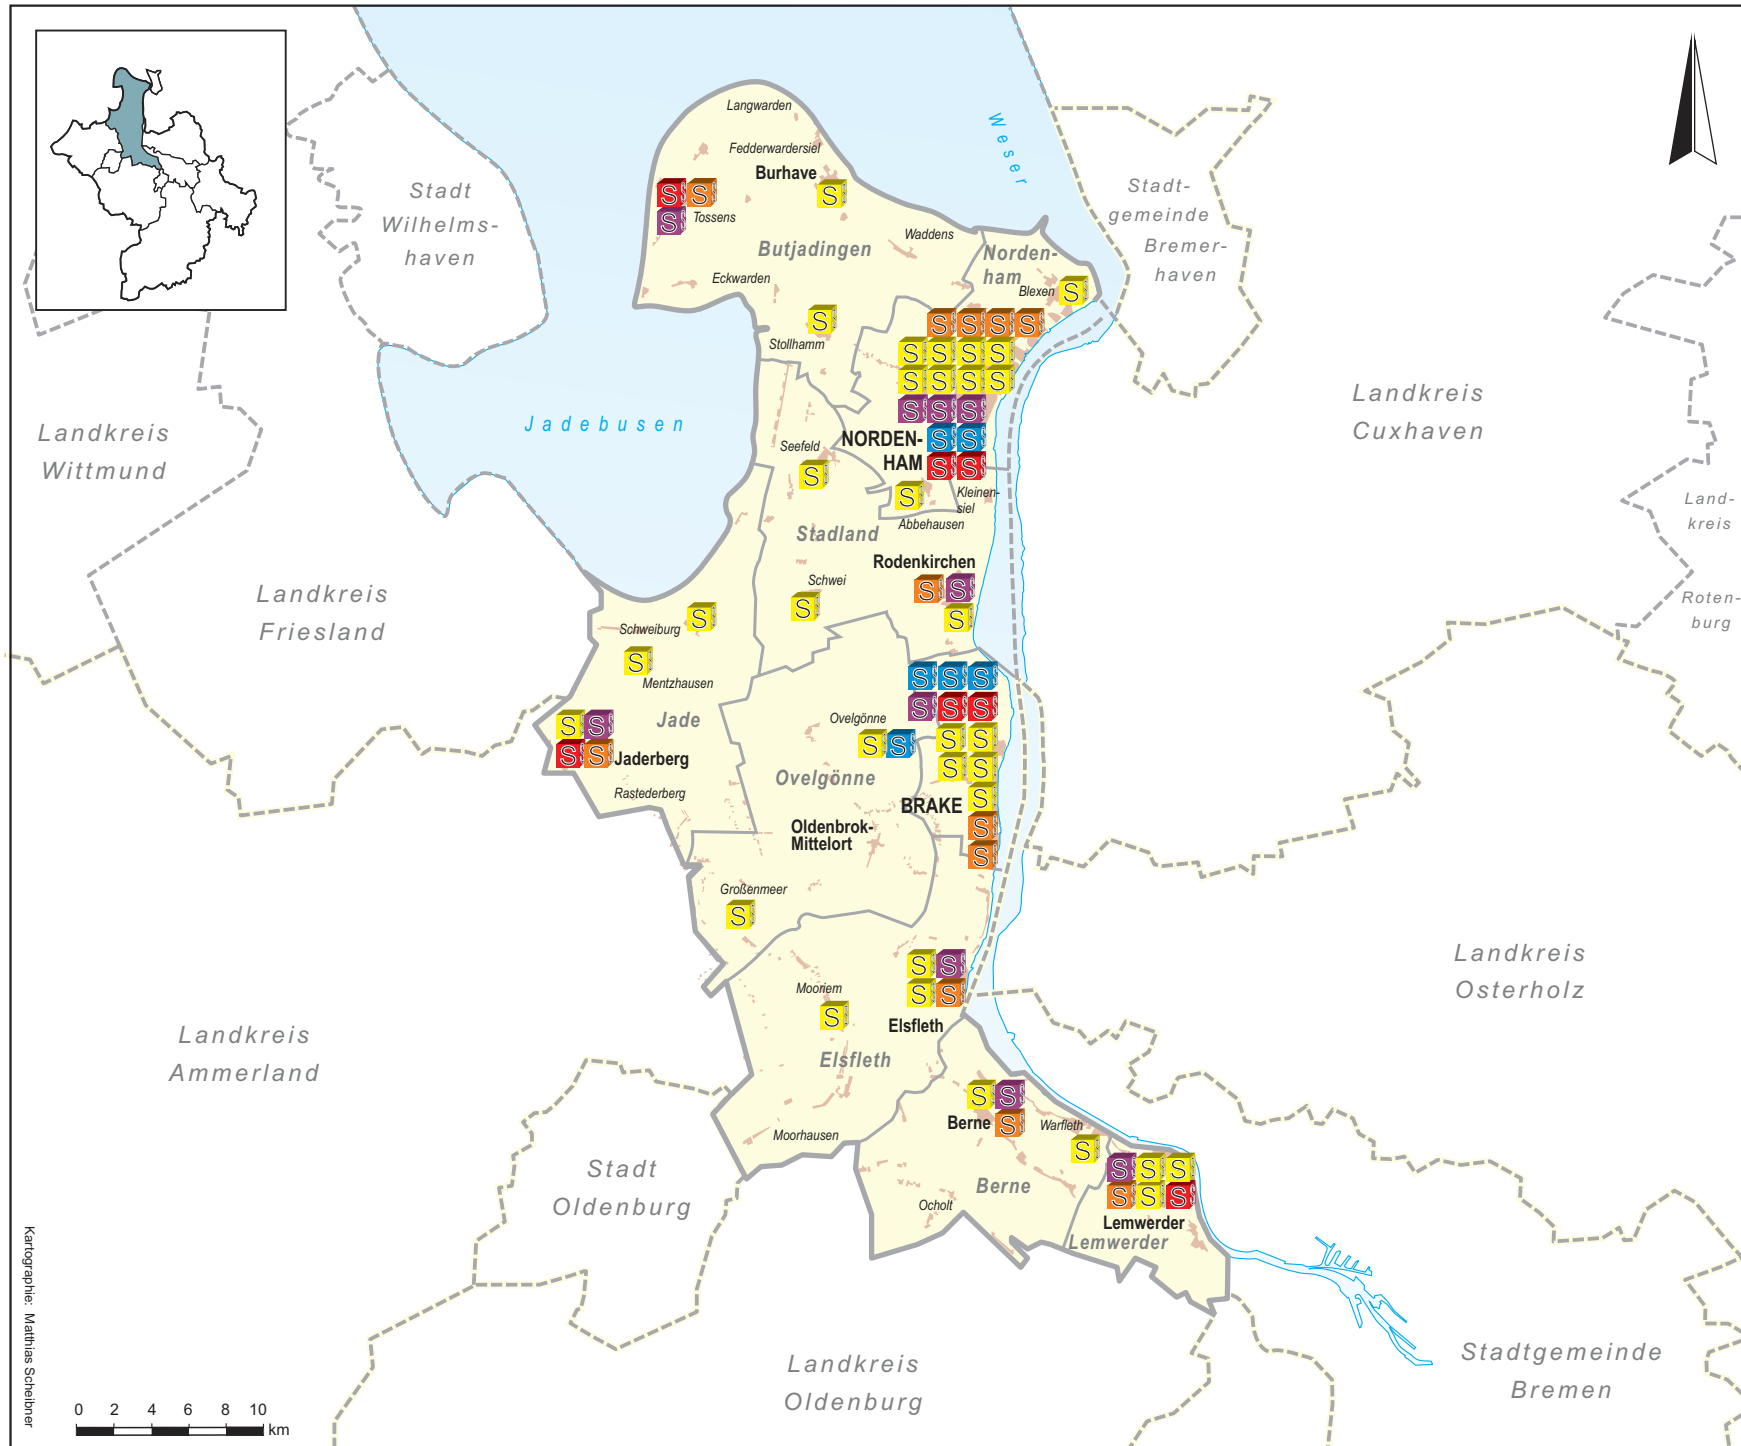 Langwarden
Fedderwardersiel
Burhave
S S
S
S
Tossens
Butjadingen
Waddens
Eckwarden
Norden-
ham
Blexen
S
S
Stollhamm
S S S S
S S S S
S S S S
S S S
S S
S S
NORDEN-
HAM
Weser
Stadt-
gemeinde
Bremer-
haven
Stadt
Wilhelms-
haven
Jadebusen
Landkreis
Wittmund
Landkreis
Cuxhaven
Land-
kreis
Roten-
burg
Landkreis
Friesland
Seefeld
S
S
Kleinen-
siel
Abbehausen
Stadland
Rodenkirchen
S S
S
Schwei
S
S
Schweiburg
S
Mentzhausen
Jade
S S
S S
Jaderberg
Rastederberg
S S S
S S S
S S
S S
S
S
S
BRAKE
Ovelgönne
S S
Ovelgönne
Oldenbrok-
Mittelort
Großenmeer
S
S S
S S
Elsfleth
Mooriem
S
Elsfleth
Moorhausen
Landkreis
Osterholz
Landkreis
Ammerland
Stadt
Oldenburg
S S
S
Berne
Warfleth
S
Berne
Ocholt
S S S
S S S
Lemwerder
Lemwerder
Landkreis
Oldenburg
Stadtgemeinde
Bremen
Kartographie: Matthias Scheibner
0 2 4 6 8 10
km